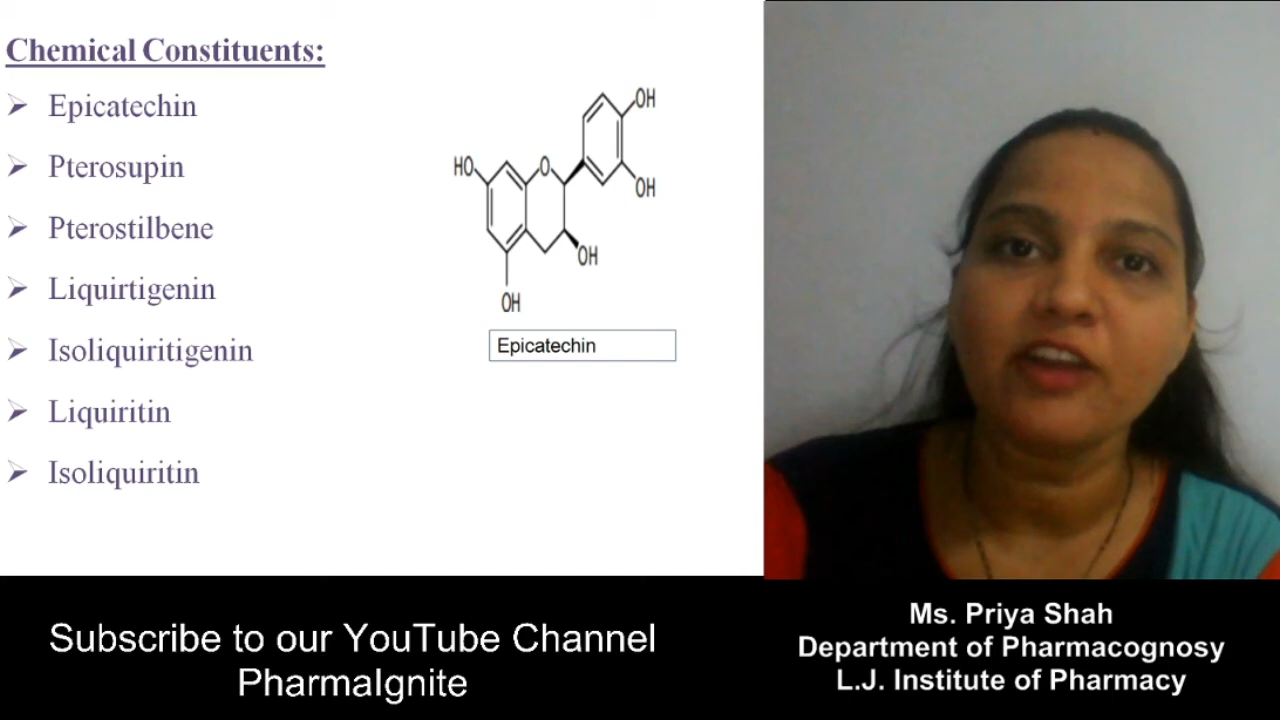 Chemical Constituents:
Epicatechin
Pterosupin
Pterostilbene
Liquirtigenin
Isoliquiritigenin
Liquiritin
Isoliquiritin
OH
HO
O
OH
OH
OH
Epicatechin
Subscribe to our YouTube Channel
PharmaIgnite
Ms. Priya Shah
Department of Pharmacognosy
L.J. Institute of Pharmacy